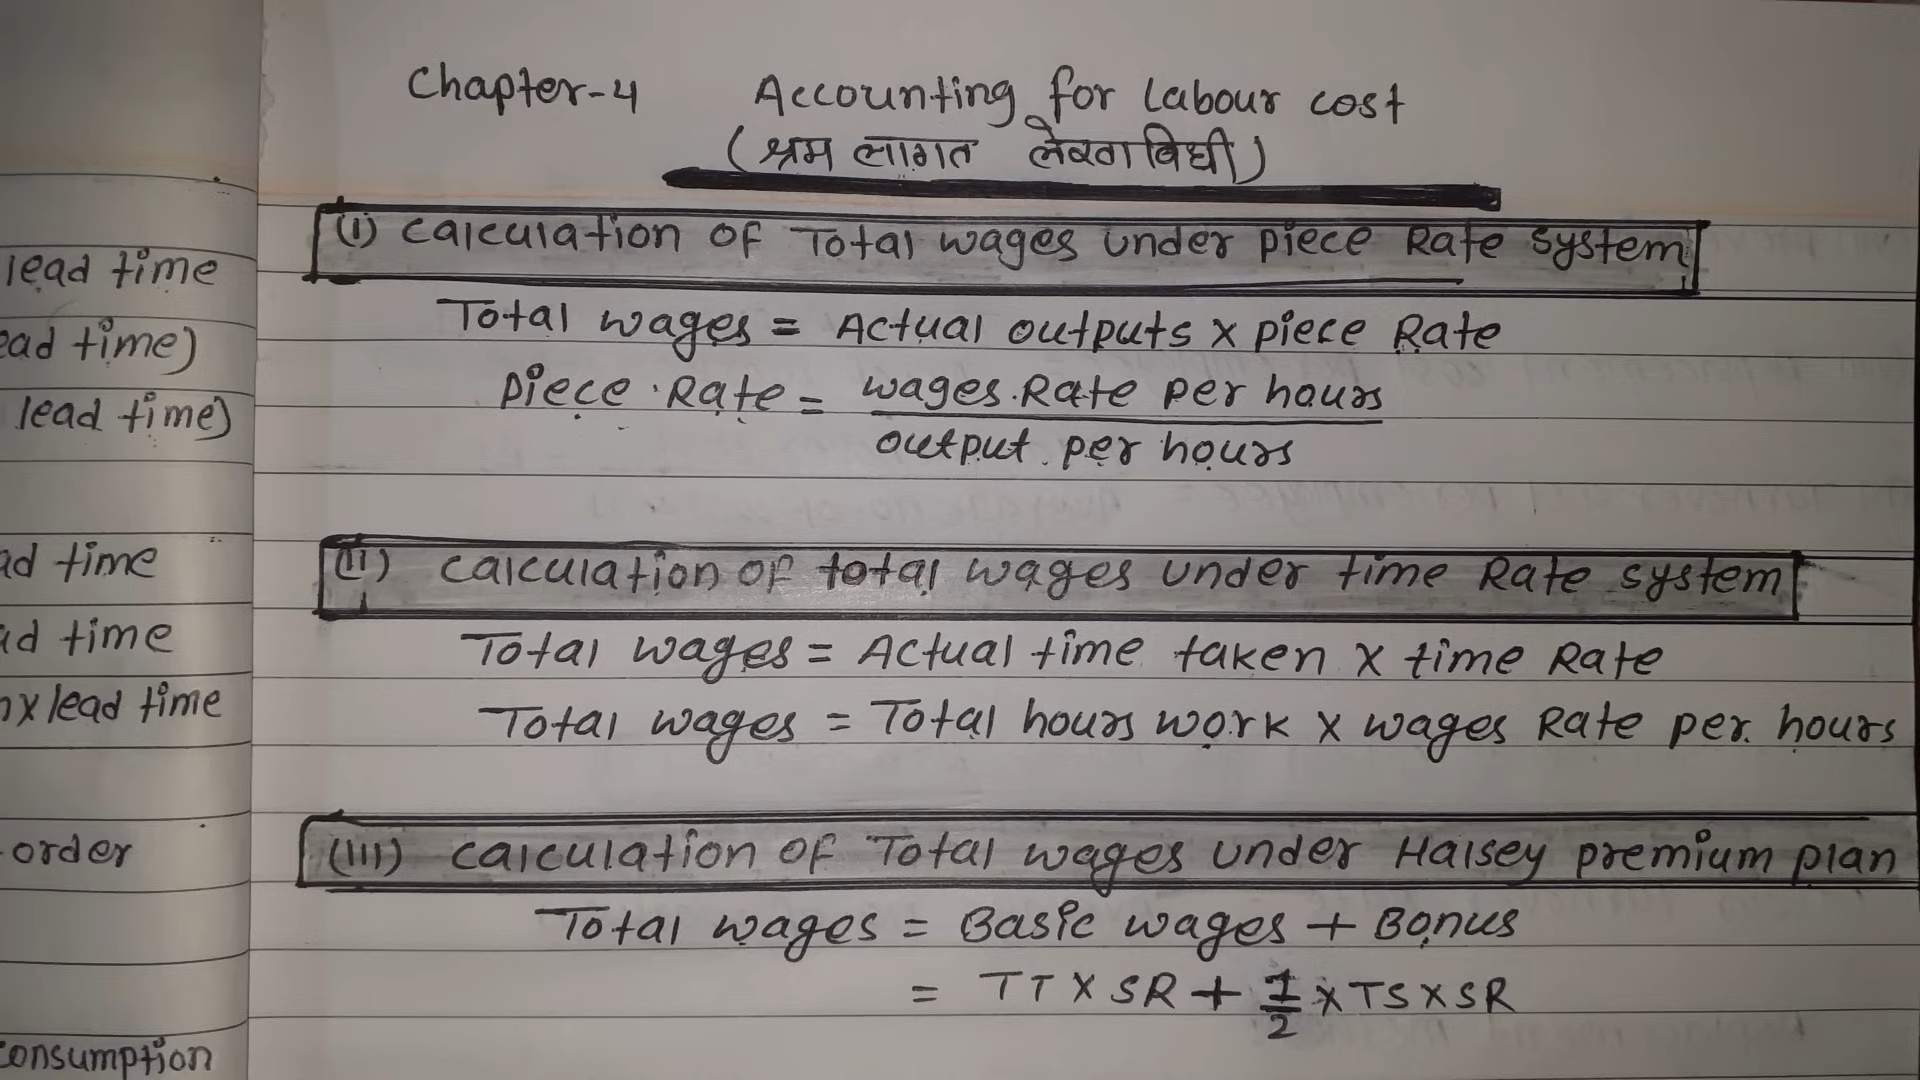 lead time
ead time)
lead time)
ad time
ad time
nx lead time
order
consumption
Chapter-4 Accounting for Labour cost
(श्रम लागत लेखाविधी)
(i) calculation of Total wages under piece Rate system
Total wages = Actual outputs x piece Rate
piece Rate = wages Rate per hours
output per hours
(ii) calculation of total wages under time Rate system
Total wages = Actual time taken x time Rate
Total wages = Total hours work x wages Rate per hours
(iii) calculation of Total wages under Halsey premium plan
Total wages = Basic wages + Bonus
= TT X SR + 1/2 x TS X SR